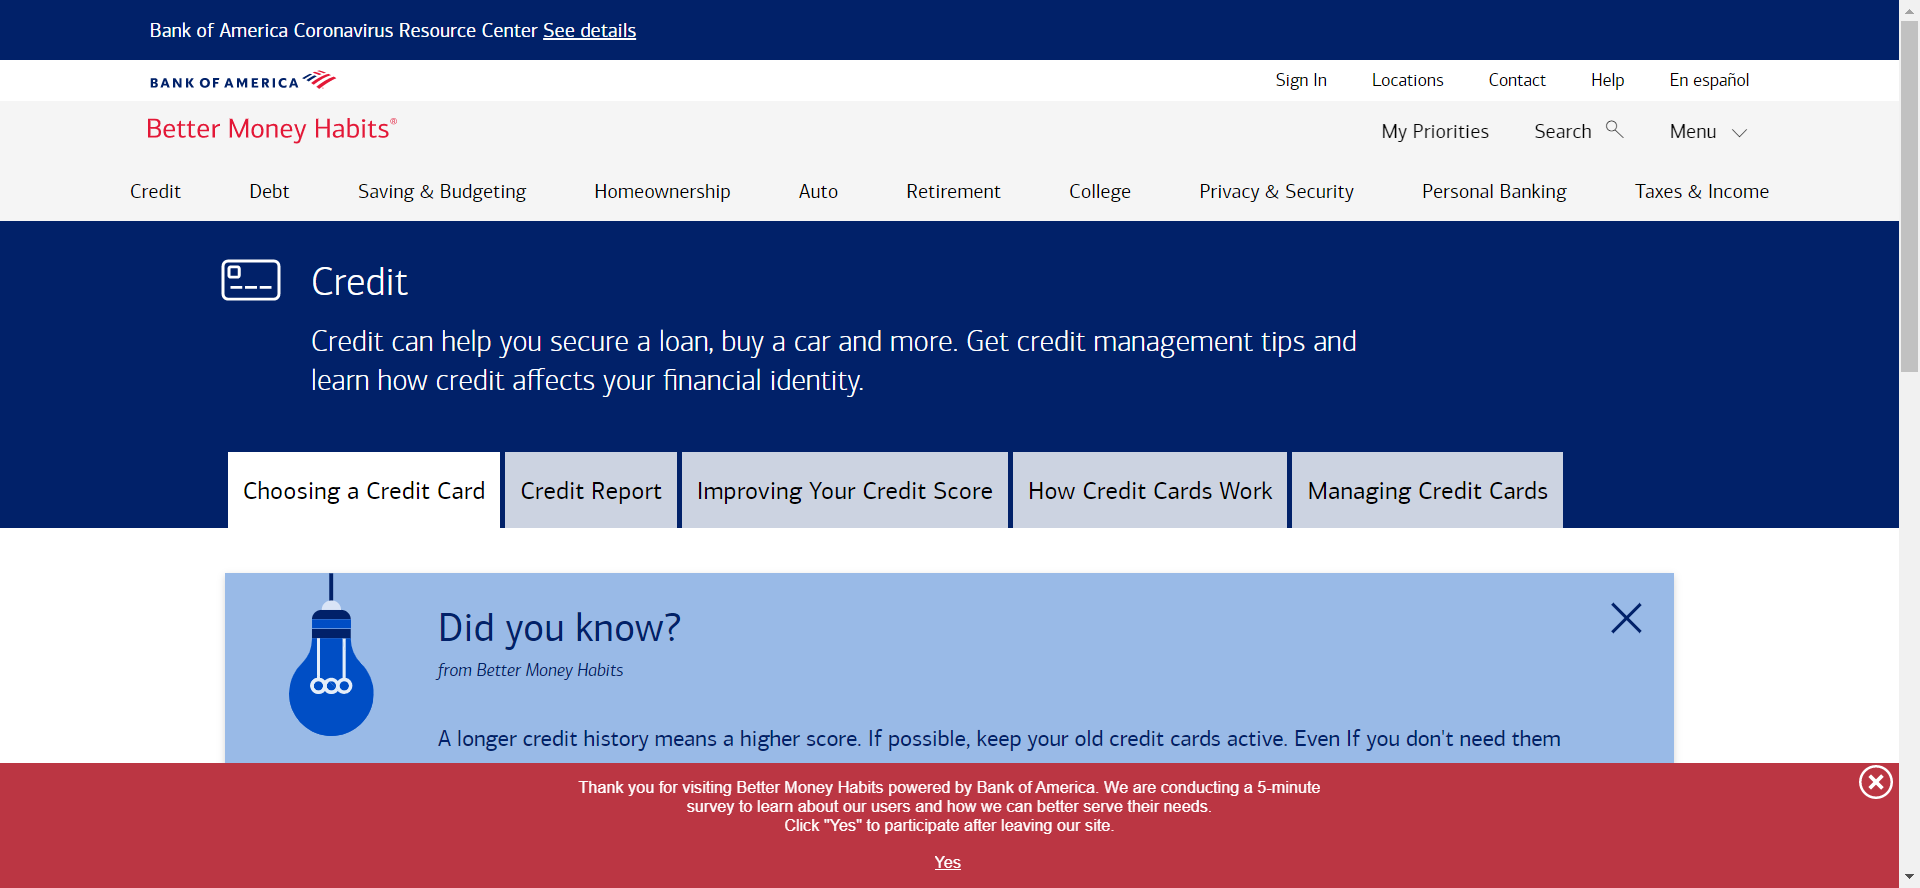 Bank of America Coronavirus Resource Center See details
BANK OF AMERICA
Sign In Locations Contact Help En español
Better Money Habits®
My Priorities Search Menu
Credit Debt Saving & Budgeting Homeownership Auto Retirement College Privacy & Security Personal Banking Taxes & Income
Credit
Credit can help you secure a loan, buy a car and more. Get credit management tips and
learn how credit affects your financial identity.
Choosing a Credit Card Credit Report Improving Your Credit Score How Credit Cards Work Managing Credit Cards
Did you know?
from Better Money Habits
A longer credit history means a higher score. If possible, keep your old credit cards active. Even If you don't need them
Thank you for visiting Better Money Habits powered by Bank of America. We are conducting a 5-minute
survey to learn about our users and how we can better serve their needs.
Click "Yes" to participate after leaving our site.
Yes